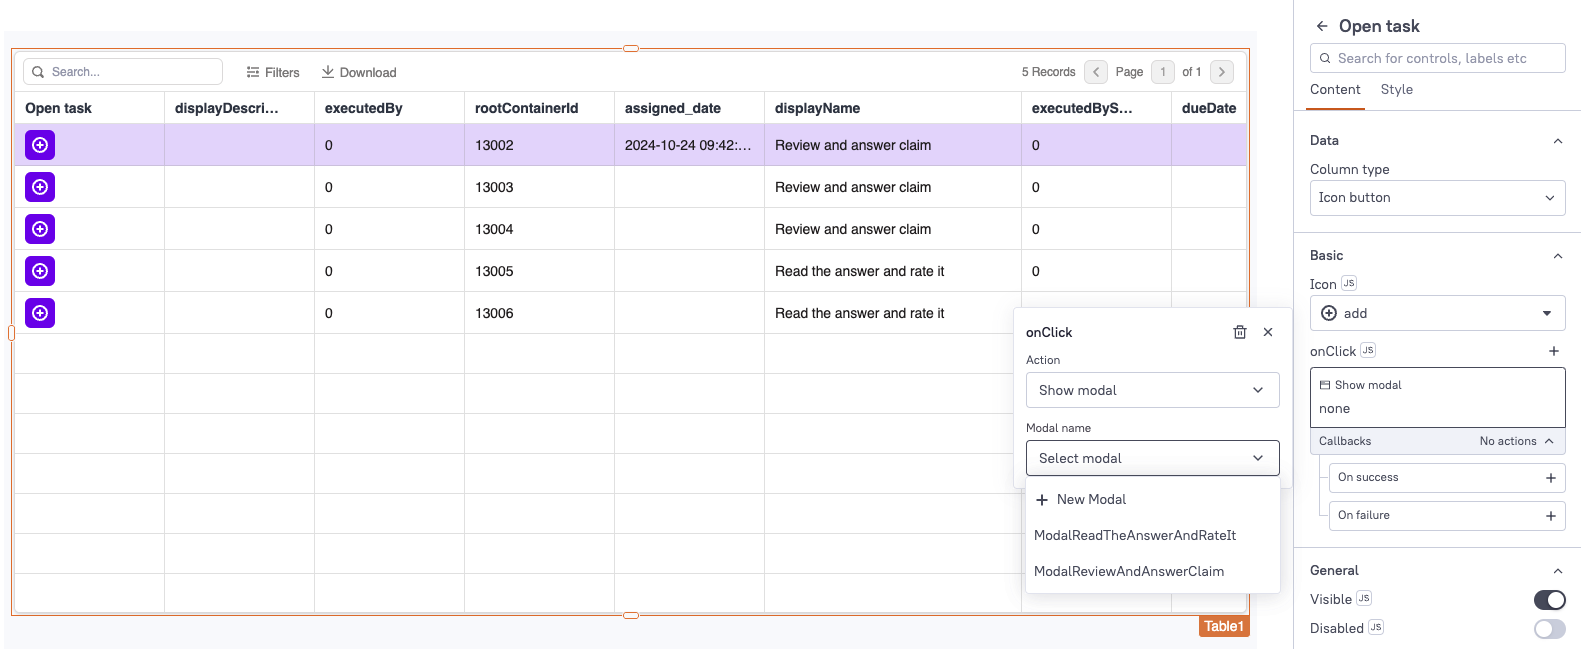 Search...
Filters
Download
5 Records
Page
1
of 1
Open task
displayDescri...
executedBy
rootContainerId
assigned_date
displayName
executedByS...
dueDate
0
13002
2024-10-24 09:42:...
Review and answer claim
0
0
13003
Review and answer claim
0
0
13004
Review and answer claim
0
0
13005
Read the answer and rate it
0
0
13006
Read the answer and rate it
Table1
onClick
Action
Show modal
Modal name
Select modal
New Modal
ModalReadTheAnswerAndRateIt
ModalReviewAndAnswerClaim
Open task
Search for controls, labels etc
Content
Style
Data
Column type
Icon button
Basic
Icon JS
add
onClick JS
Show modal
none
Callbacks
No actions
On success
On failure
General
Visible JS
Disabled JS